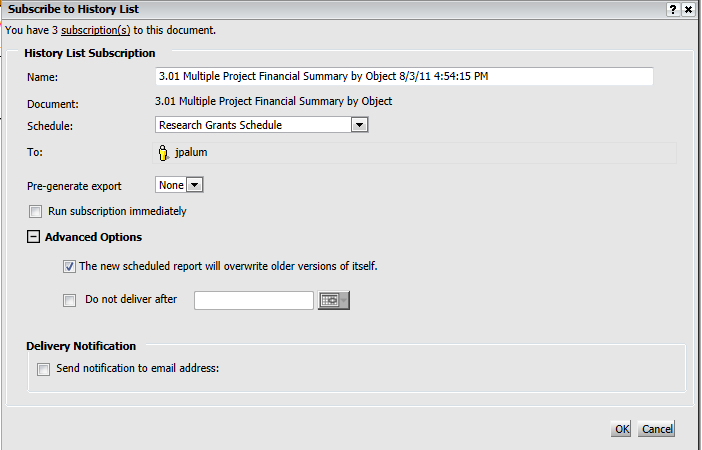 Subscribe to History List
? ×
You have 3 subscription(s) to this document.
History List Subscription
Name: 3.01 Multiple Project Financial Summary by Object 8/3/11 4:54:15 PM
Document: 3.01 Multiple Project Financial Summary by Object
Schedule: Research Grants Schedule
To: jpalum
Pre-generate export None
Run subscription immediately
Advanced Options
The new scheduled report will overwrite older versions of itself.
Do not deliver after
Delivery Notification
Send notification to email address:
OK Cancel